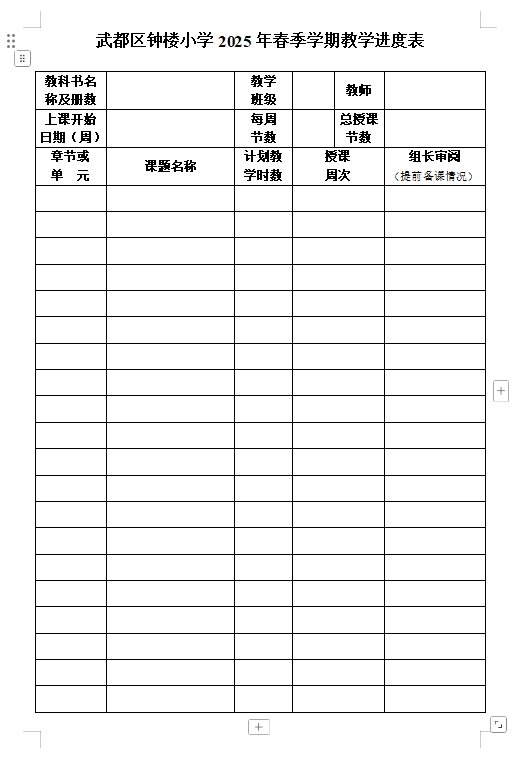 武都区钟楼小学 2025 年春季学期教学进度表
教科书名 教学 教师
称及册数 班级
上课开始 每周 总授课
日期（周） 节数 节数
章节或 课题名称 计划教 授课 组长审阅
单 元 学时数 周次 （提前备课情况）